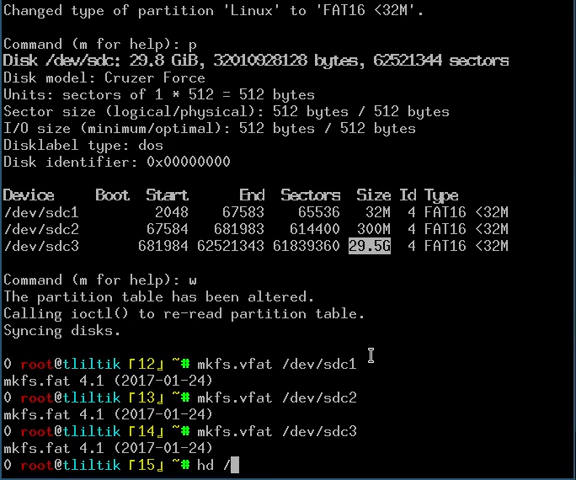 Changed type of partition 'Linux' to 'FAT16 <32M'.
Command (m for help): p
Disk /dev/sdc: 29.8 GiB, 32010928128 bytes, 62521344 sectors
Disk model: Cruzer Force
Units: sectors of 1 * 512 = 512 bytes
Sector size (logical/physical): 512 bytes / 512 bytes
I/O size (minimum/optimal): 512 bytes / 512 bytes
Disklabel type: dos
Disk identifier: 0x00000000
Device Boot Start End Sectors Size Id Type
/dev/sdc1 2048 67583 65536 32M 4 FAT16 <32M
/dev/sdc2 67584 681983 614400 300M 4 FAT16 <32M
/dev/sdc3 681984 62521343 61839360 29.5G 4 FAT16 <32M
Command (m for help): w
The partition table has been altered.
Calling ioctl() to re-read partition table.
Syncing disks.
0 root@tliltik 「12」 ~# mkfs.vfat /dev/sdc1
mkfs.fat 4.1 (2017-01-24)
0 root@tliltik 「13」 ~# mkfs.vfat /dev/sdc2
mkfs.fat 4.1 (2017-01-24)
0 root@tliltik 「14」 ~# mkfs.vfat /dev/sdc3
mkfs.fat 4.1 (2017-01-24)
0 root@tliltik 「15」 ~# hd /